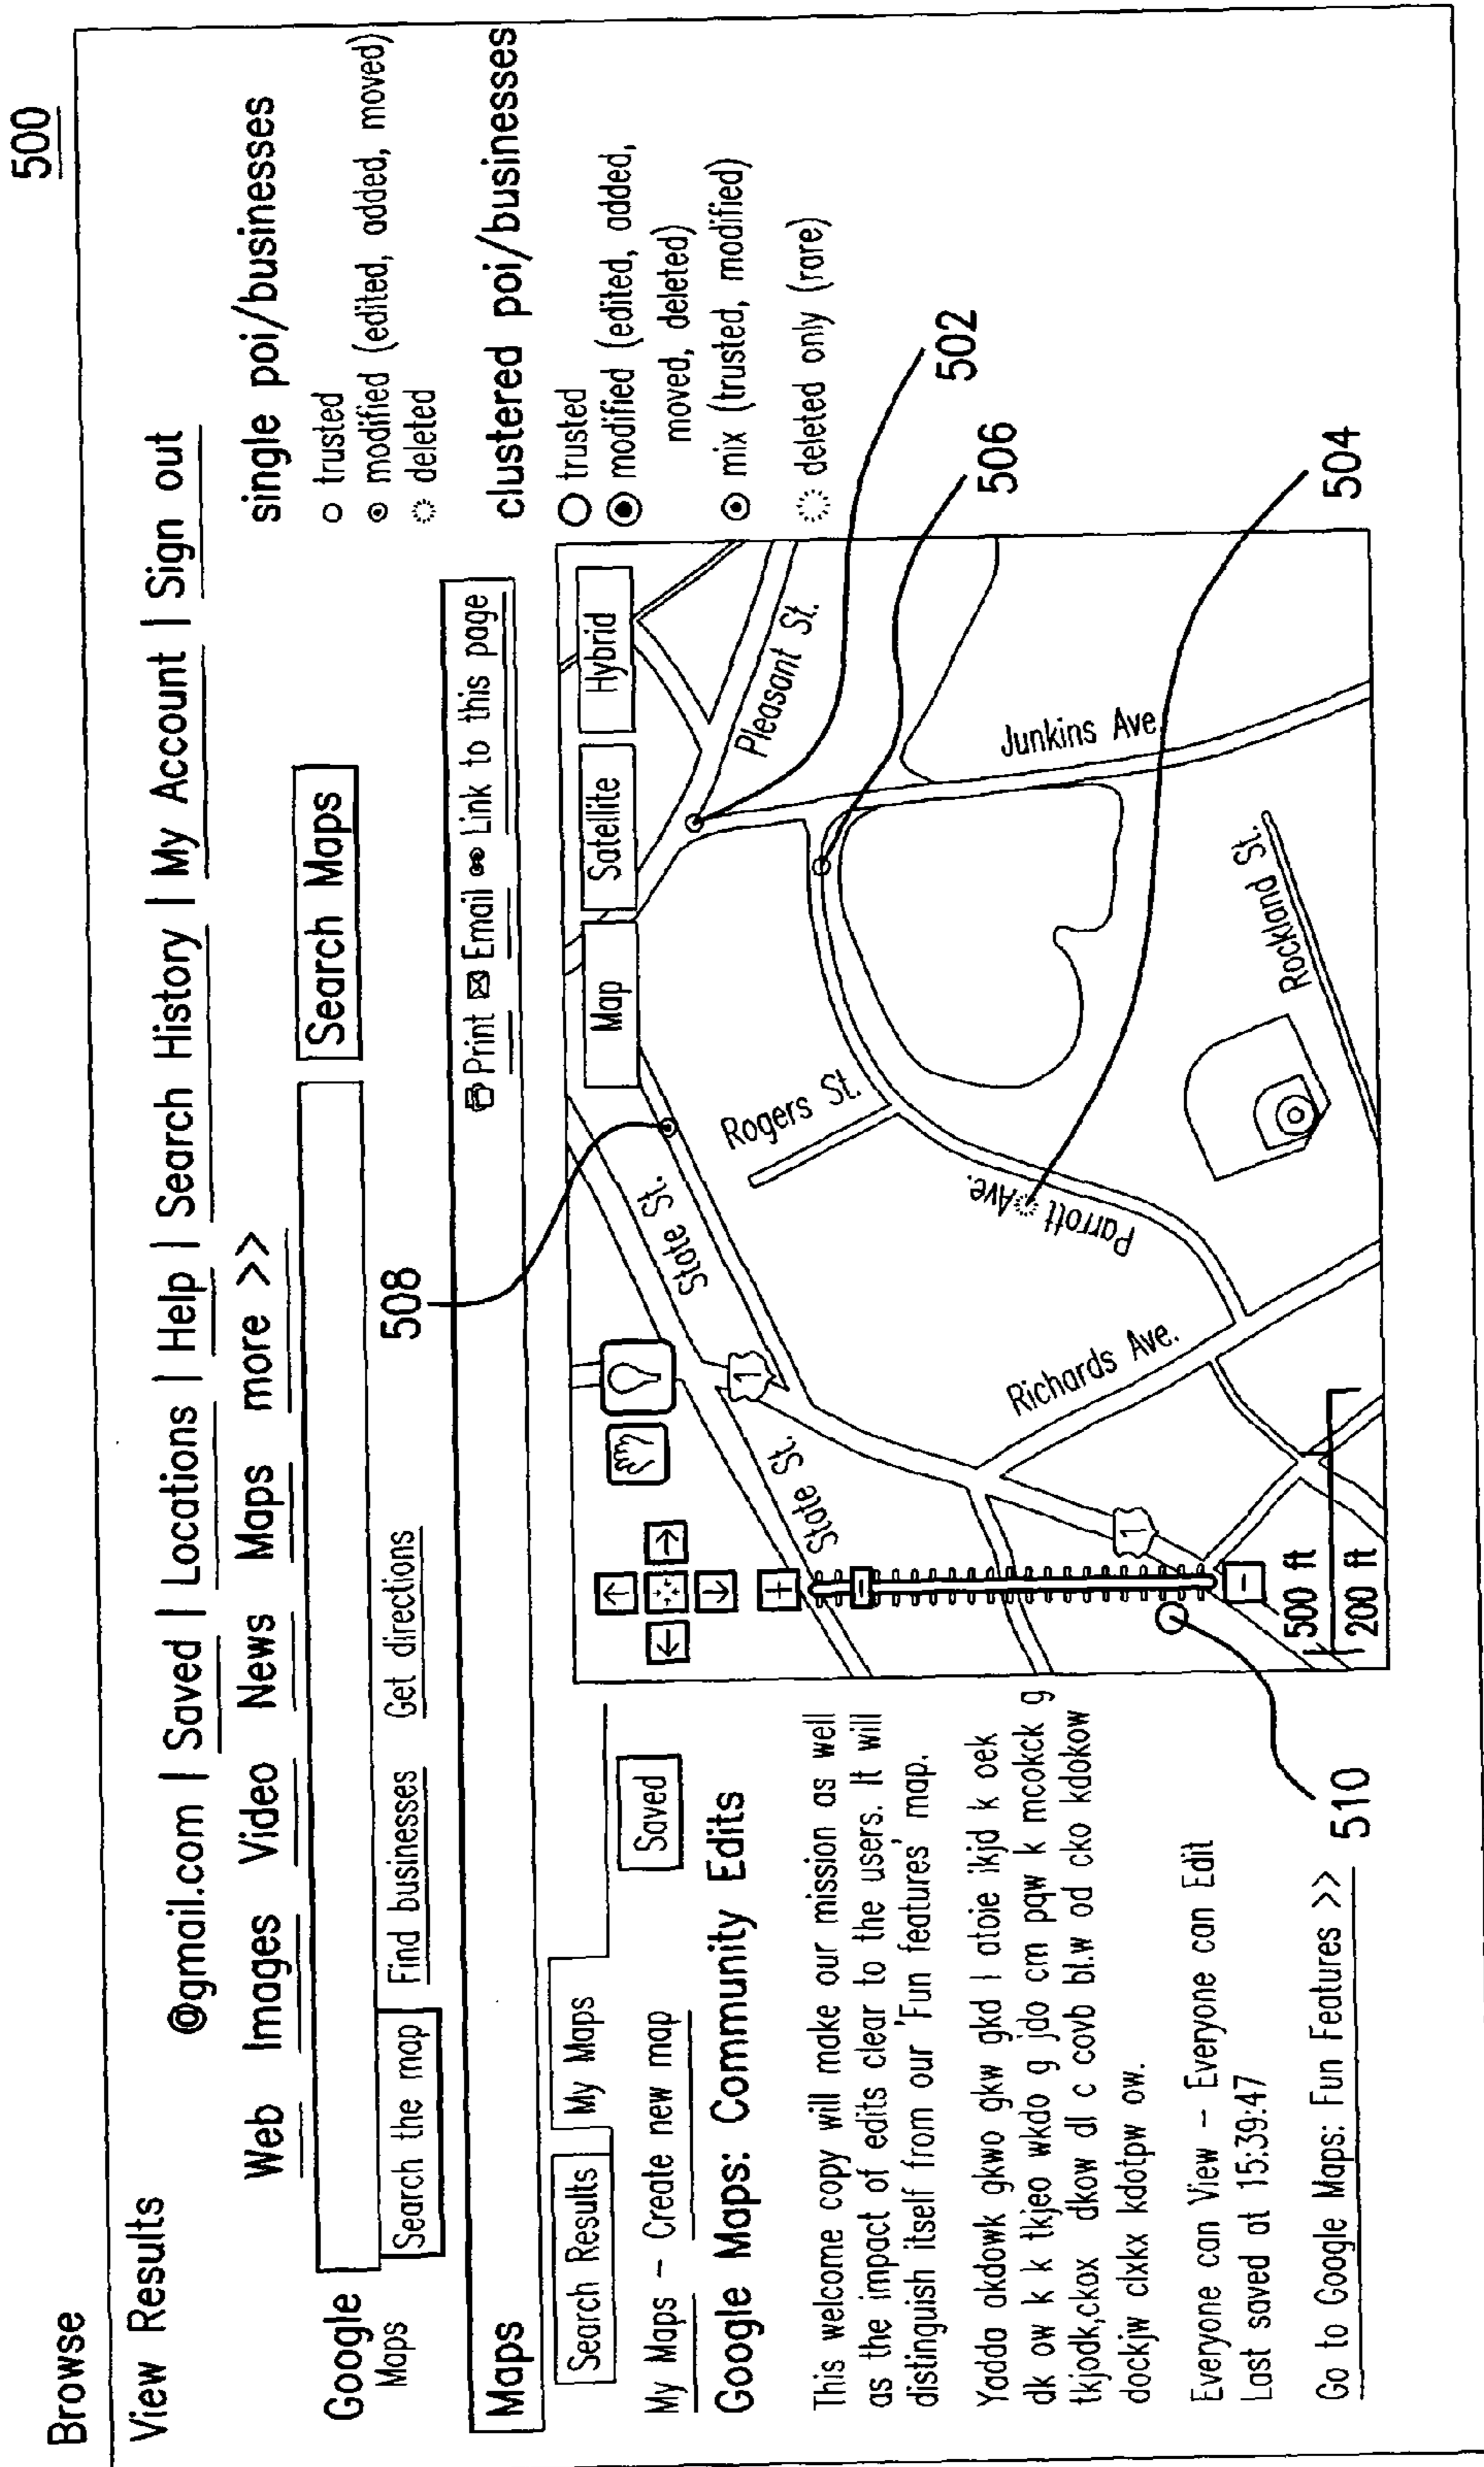 500
Browse
View Results
@gmail.com | Saved | Locations | Help | Search History | My Account | Sign out
Web Images Video News Maps more >>
Google
Maps
Search Maps
Search the map Find businesses Get directions
508
Maps
Print Email Link to this page
Search Results My Maps
My Maps - Create new map
Saved
Google Maps: Community Edits
This welcome copy will make our mission as well
as the impact of edits clear to the users. It will
distinguish itself from our 'Fun features' map.
Yadda akdowk gkwo gkw gkd l atoie ikjd k oek
dk ow k k tkjeo wkdo g jdo cm pqw k mcokck g
tkjodk,ckox dkow dl c covb bl.w od cko kdokow
dockjw clxkx kdotpw ow.
Everyone can View - Everyone can Edit
Last saved at 15:39:47
Go to Google Maps: Fun Features >>
510
Map
Satellite
Hybrid
State St.
1
State St.
Rogers St.
Pleasant St.
Parrott Ave.
Junkins Ave.
Richards Ave.
Rockland St.
1
500 ft
200 ft
single poi/businesses
trusted
modified (edited, added, moved)
deleted
clustered poi/businesses
trusted
modified (edited, added,
moved, deleted)
mix (trusted, modified)
deleted only (rare)
502
506
504